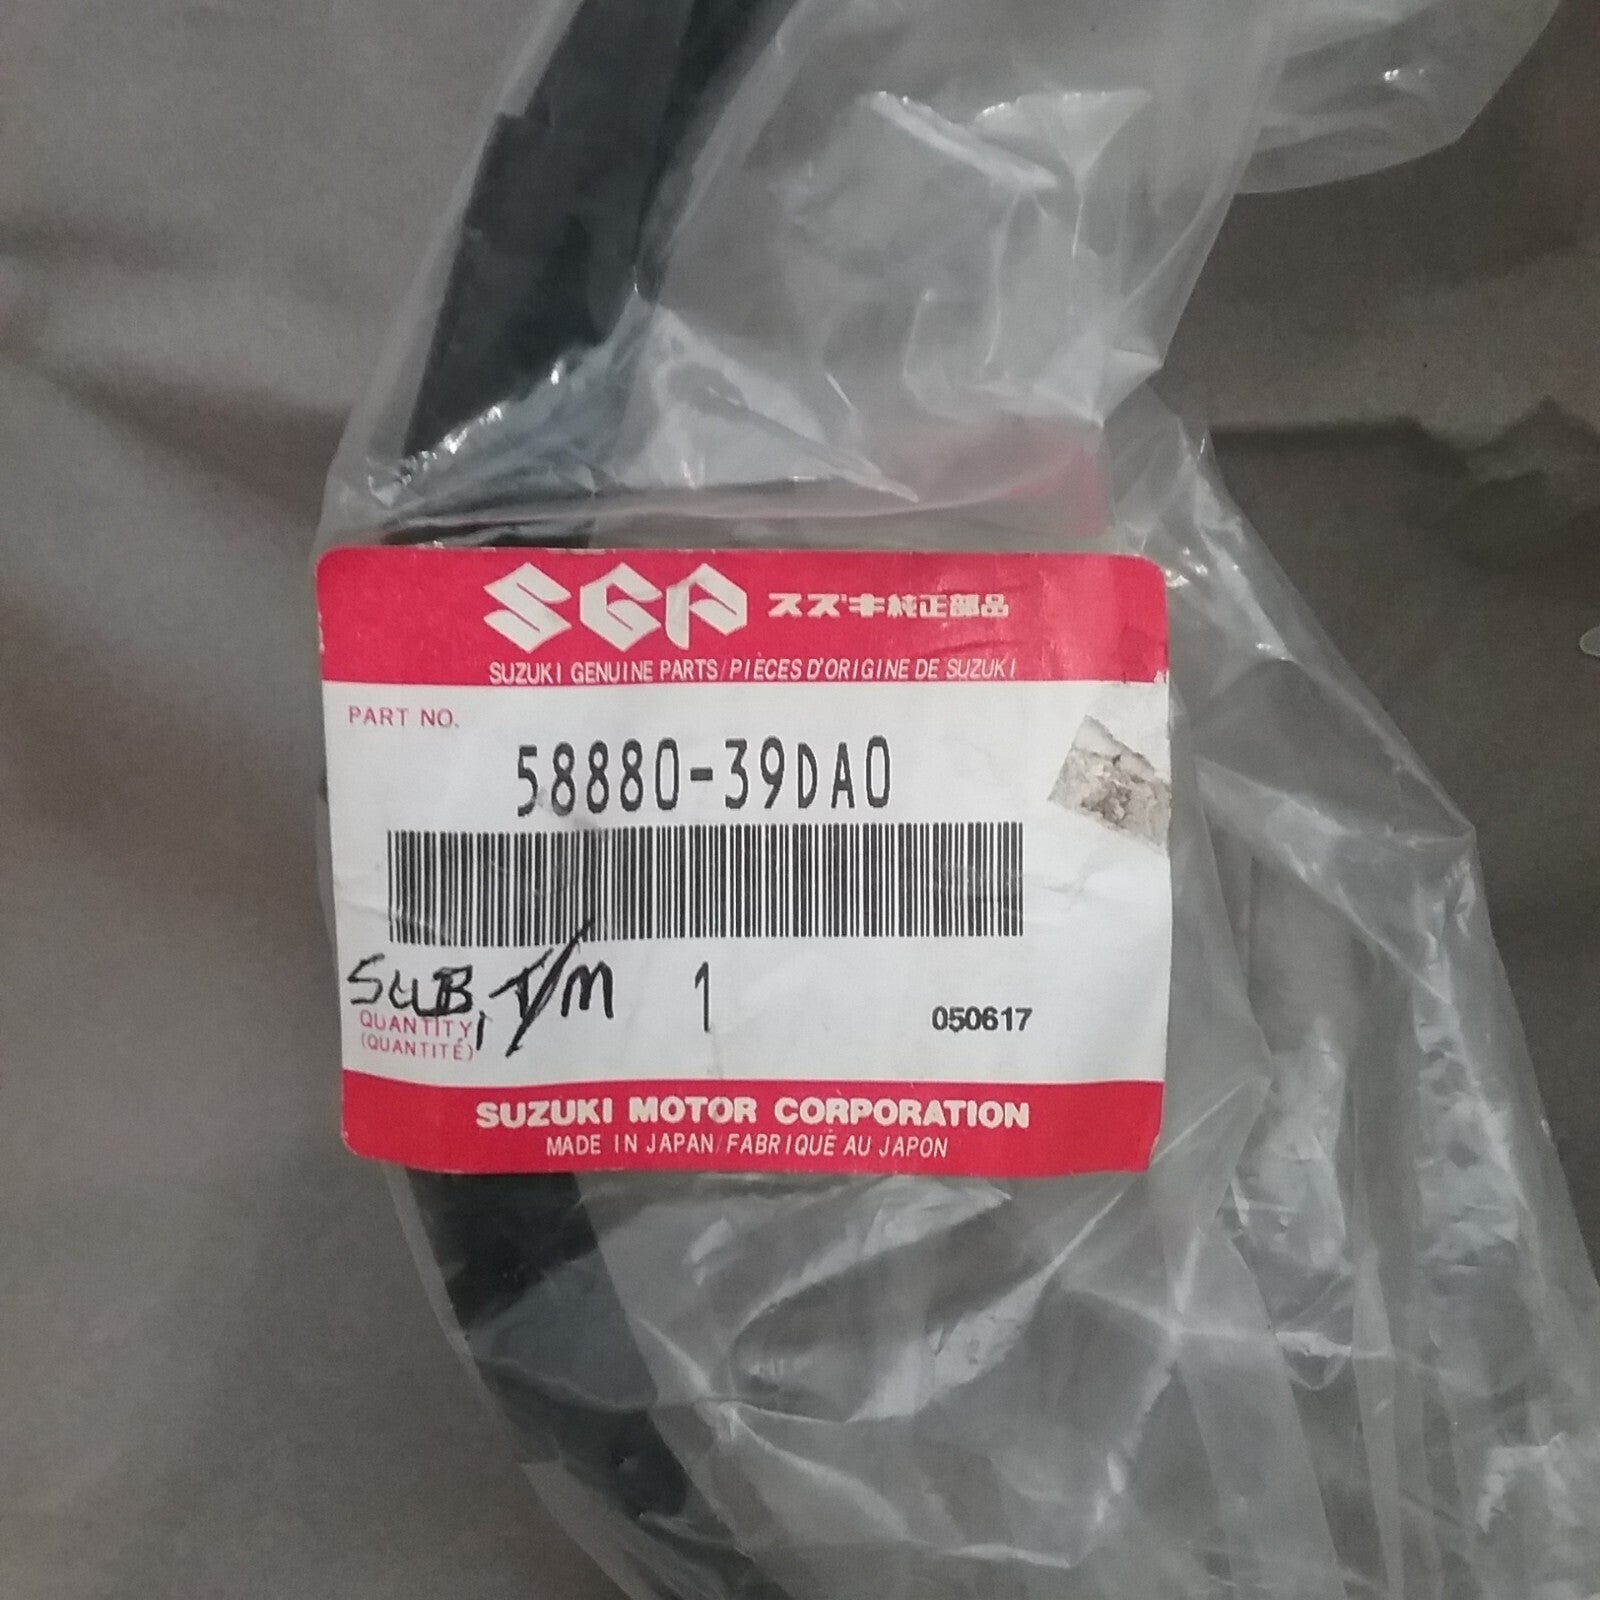 SGP スズキ純正部品
SUZUKI GENUINE PARTS/PIECES D'ORIGINE DE SUZUKI
PART NO.
58880-39DA0
SUB, T/M 1
QUANTITY
(QUANTITÉ)
050617
SUZUKI MOTOR CORPORATION
MADE IN JAPAN/FABRIQUÉ AU JAPON